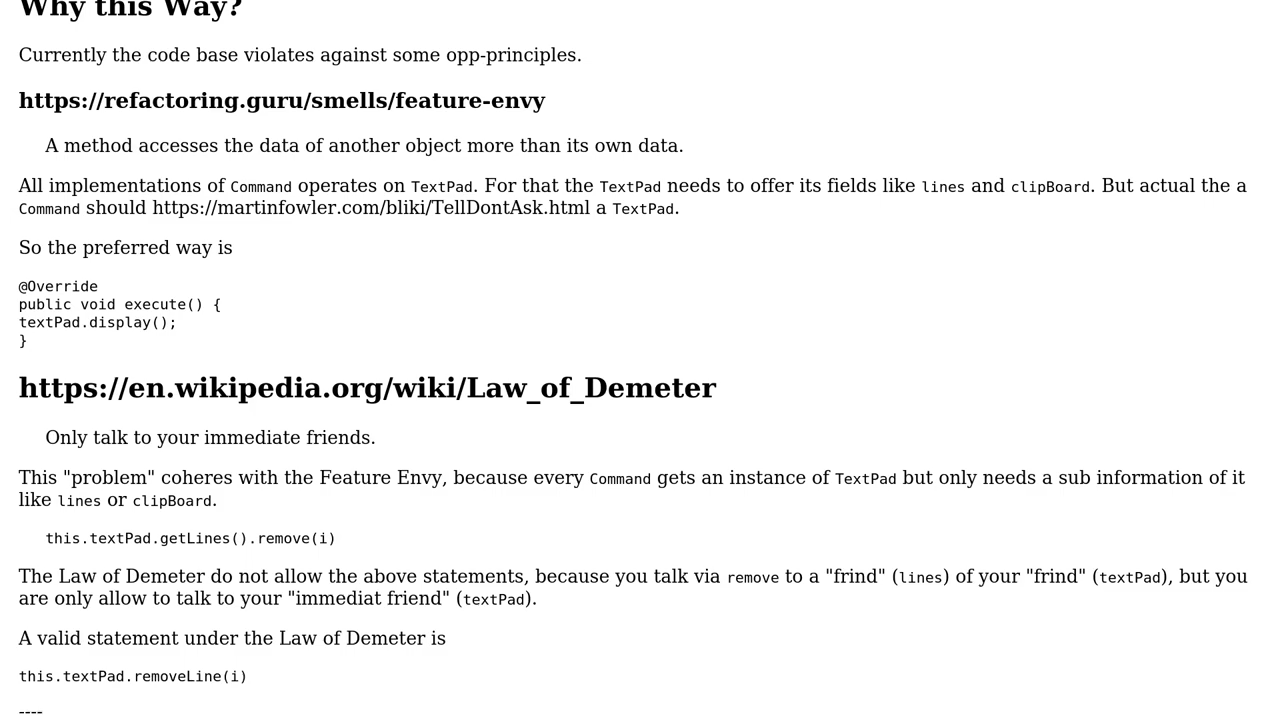 Why this Way?
Currently the code base violates against some opp-principles.
https://refactoring.guru/smells/feature-envy
A method accesses the data of another object more than its own data.
All implementations of Command operates on TextPad. For that the TextPad needs to offer its fields like lines and clipBoard. But actual the a
Command should https://martinfowler.com/bliki/TellDontAsk.html a TextPad.
So the preferred way is
@Override
public void execute() {
textPad.display();
}
https://en.wikipedia.org/wiki/Law_of_Demeter
Only talk to your immediate friends.
This "problem" coheres with the Feature Envy, because every Command gets an instance of TextPad but only needs a sub information of it
like lines or clipBoard.
this.textPad.getLines().remove(i)
The Law of Demeter do not allow the above statements, because you talk via remove to a "frind" (lines) of your "frind" (textPad), but you
are only allow to talk to your "immediat friend" (textPad).
A valid statement under the Law of Demeter is
this.textPad.removeLine(i)
----